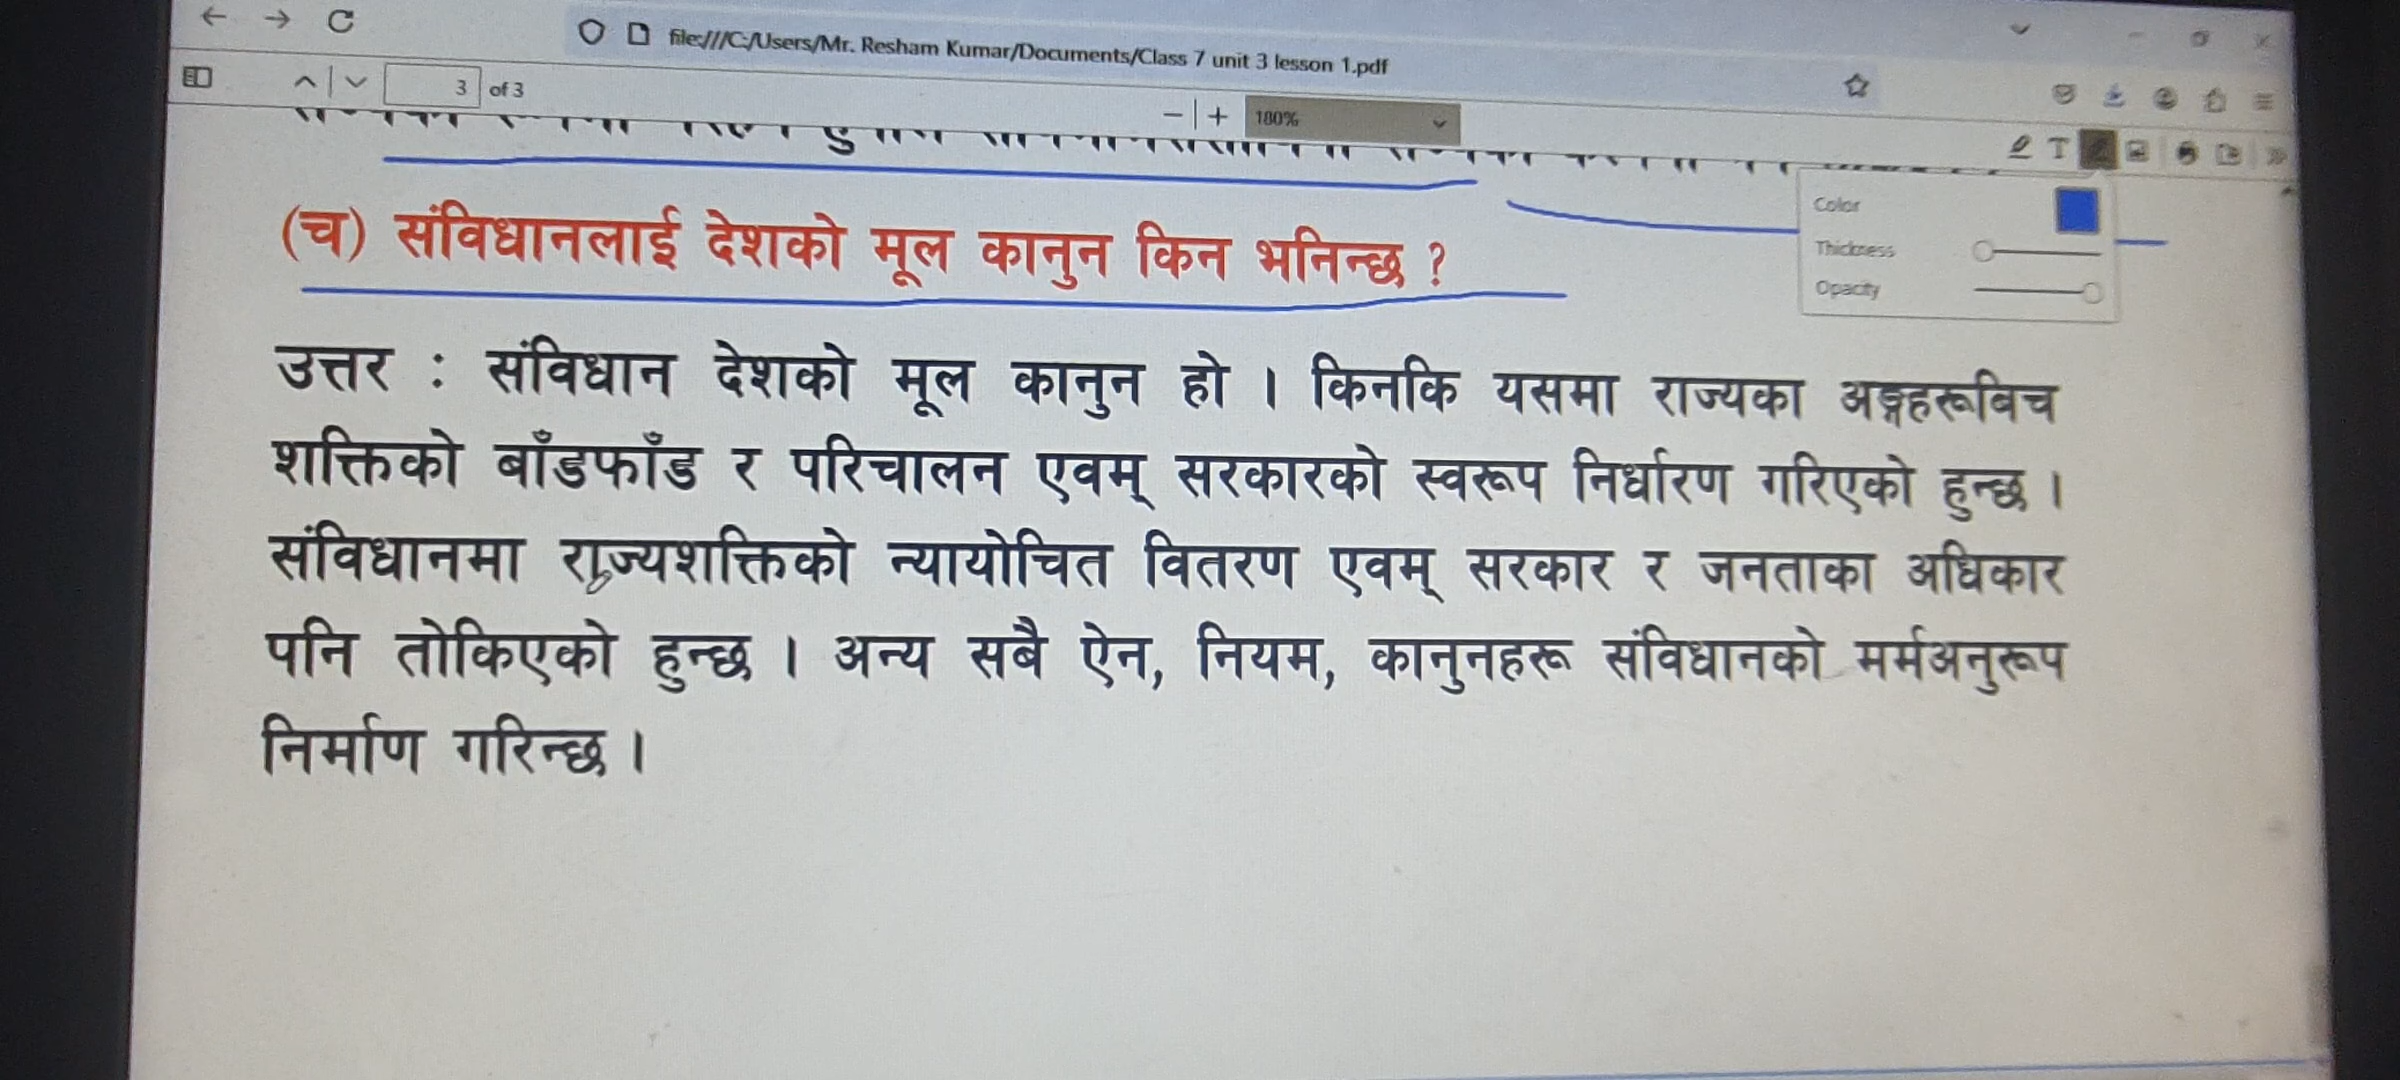 file:///C:/Users/Mr. Resham Kumar/Documents/Class 7 unit 3 lesson 1.pdf
3 of 3
180%
Color
Thickness
Opacity
(च) संविधानलाई देशको मूल कानुन किन भनिन्छ ?
उत्तर : संविधान देशको मूल कानुन हो । किनकि यसमा राज्यका अङ्गहरूविच
शक्तिको बाँडफाँड र परिचालन एवम् सरकारको स्वरूप निर्धारण गरिएको हुन्छ ।
संविधानमा राज्यशक्तिको न्यायोचित वितरण एवम् सरकार र जनताका अधिकार
पनि तोकिएको हुन्छ । अन्य सबै ऐन, नियम, कानुनहरू संविधानको मर्मअनुरूप
निर्माण गरिन्छ ।